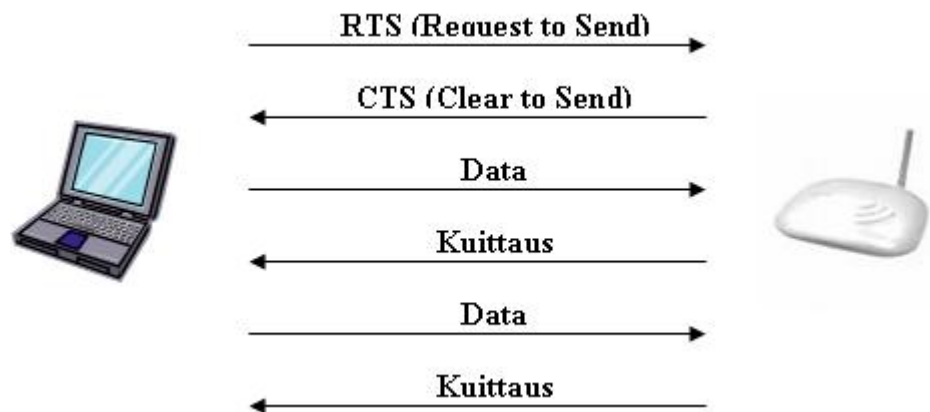 RTS (Request to Send)
CTS (Clear to Send)
Data
Kuittaus
Data
Kuittaus